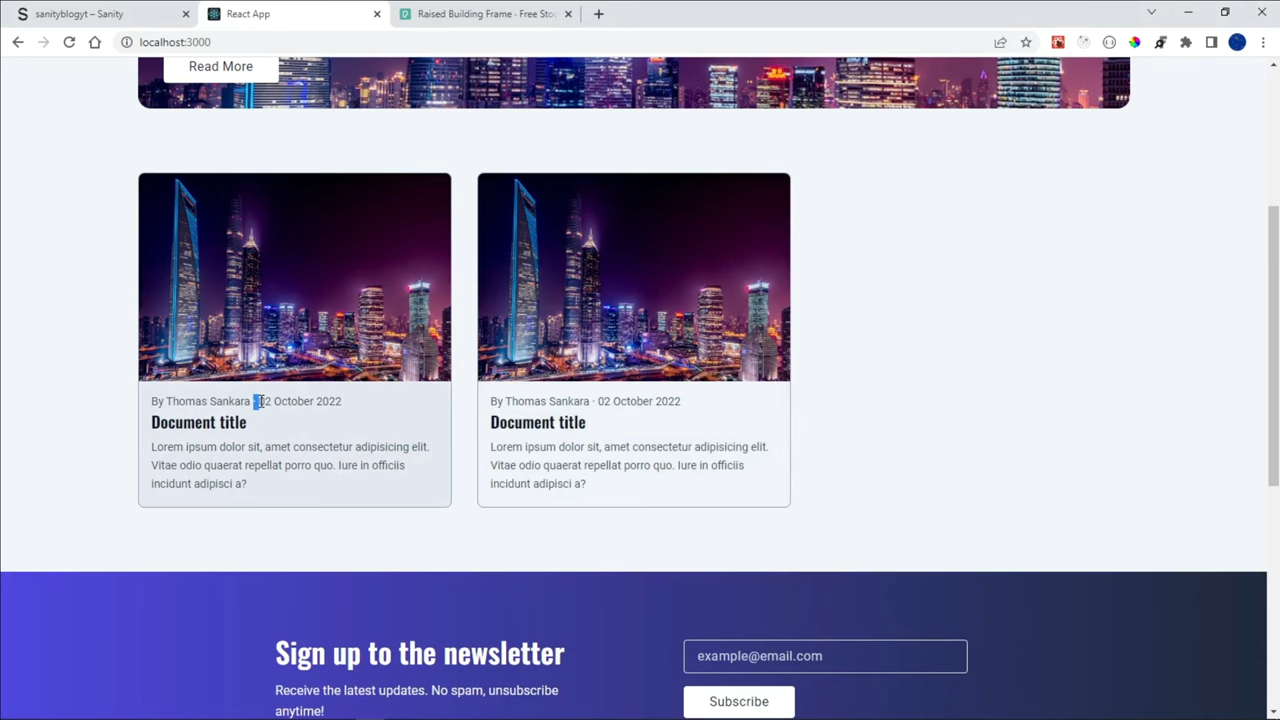 sanityblogyt – Sanity
React App
Raised Building Frame - Free Sto
localhost:3000
Read More
By Thomas Sankara · 02 October 2022
Document title
Lorem ipsum dolor sit, amet consectetur adipisicing elit.
Vitae odio quaerat repellat porro quo. Iure in officiis
incidunt adipisci a?
By Thomas Sankara · 02 October 2022
Document title
Lorem ipsum dolor sit, amet consectetur adipisicing elit.
Vitae odio quaerat repellat porro quo. Iure in officiis
incidunt adipisci a?
Sign up to the newsletter
Receive the latest updates. No spam, unsubscribe
anytime!
example@email.com
Subscribe